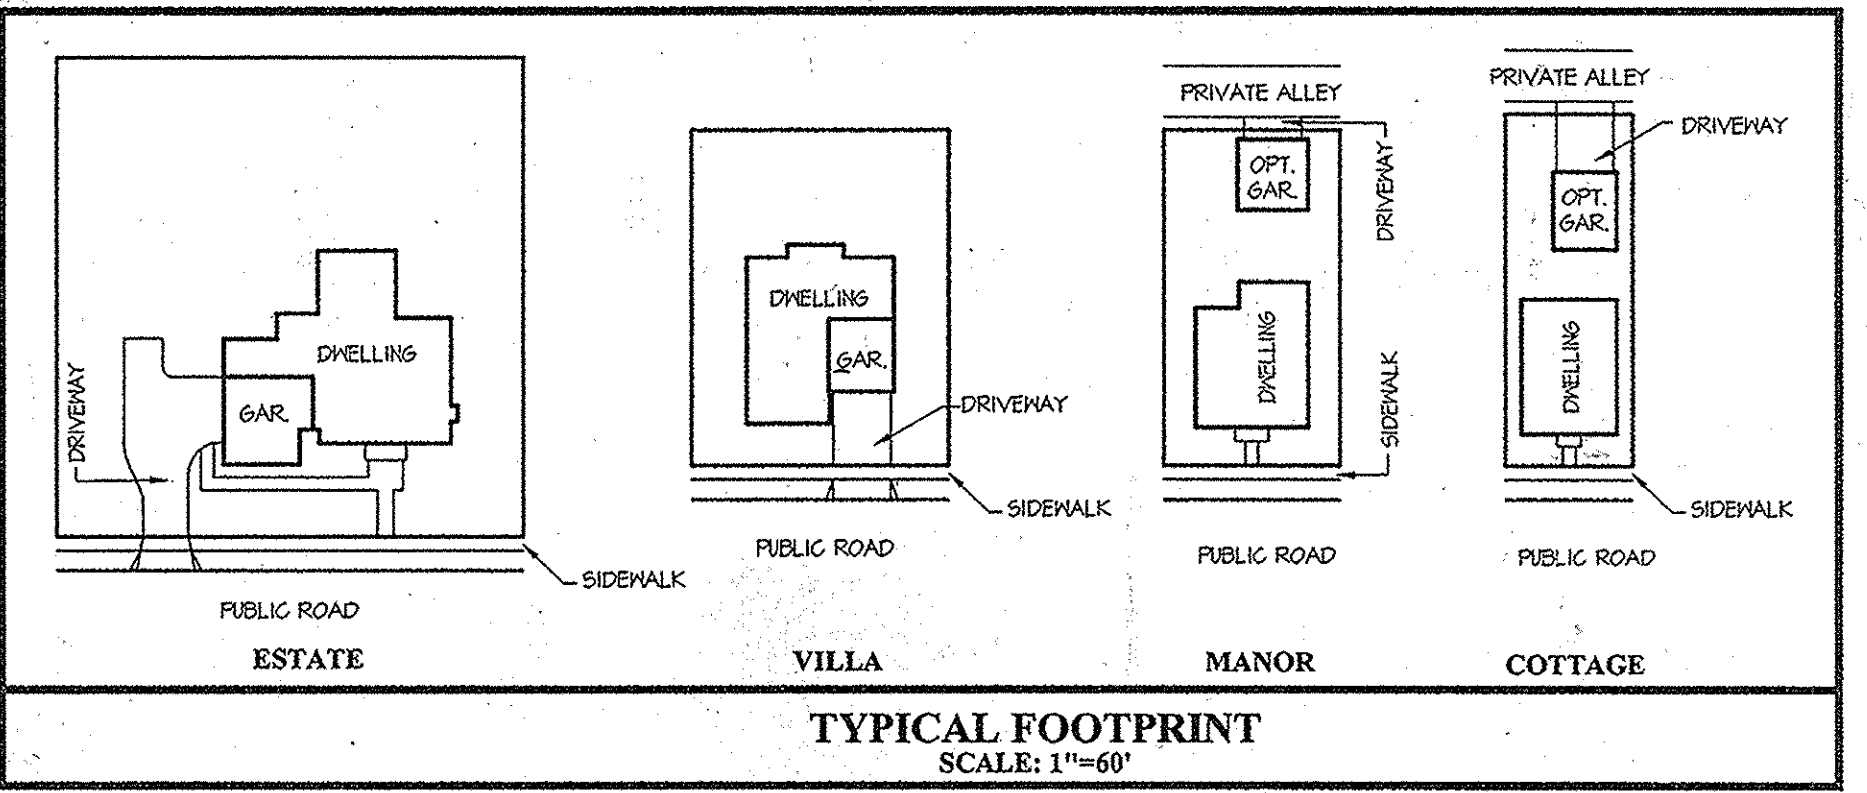 DWELLING
GAR.
DRIVEWAY
SIDEWALK
PUBLIC ROAD
ESTATE
DWELLING
GAR.
DRIVEWAY
SIDEWALK
PUBLIC ROAD
VILLA
PRIVATE ALLEY
OPT.
GAR.
DRIVEWAY
DWELLING
SIDEWALK
PUBLIC ROAD
MANOR
PRIVATE ALLEY
DRIVEWAY
OPT.
GAR.
DWELLING
SIDEWALK
PUBLIC ROAD
COTTAGE
TYPICAL FOOTPRINT
SCALE: 1"=60'